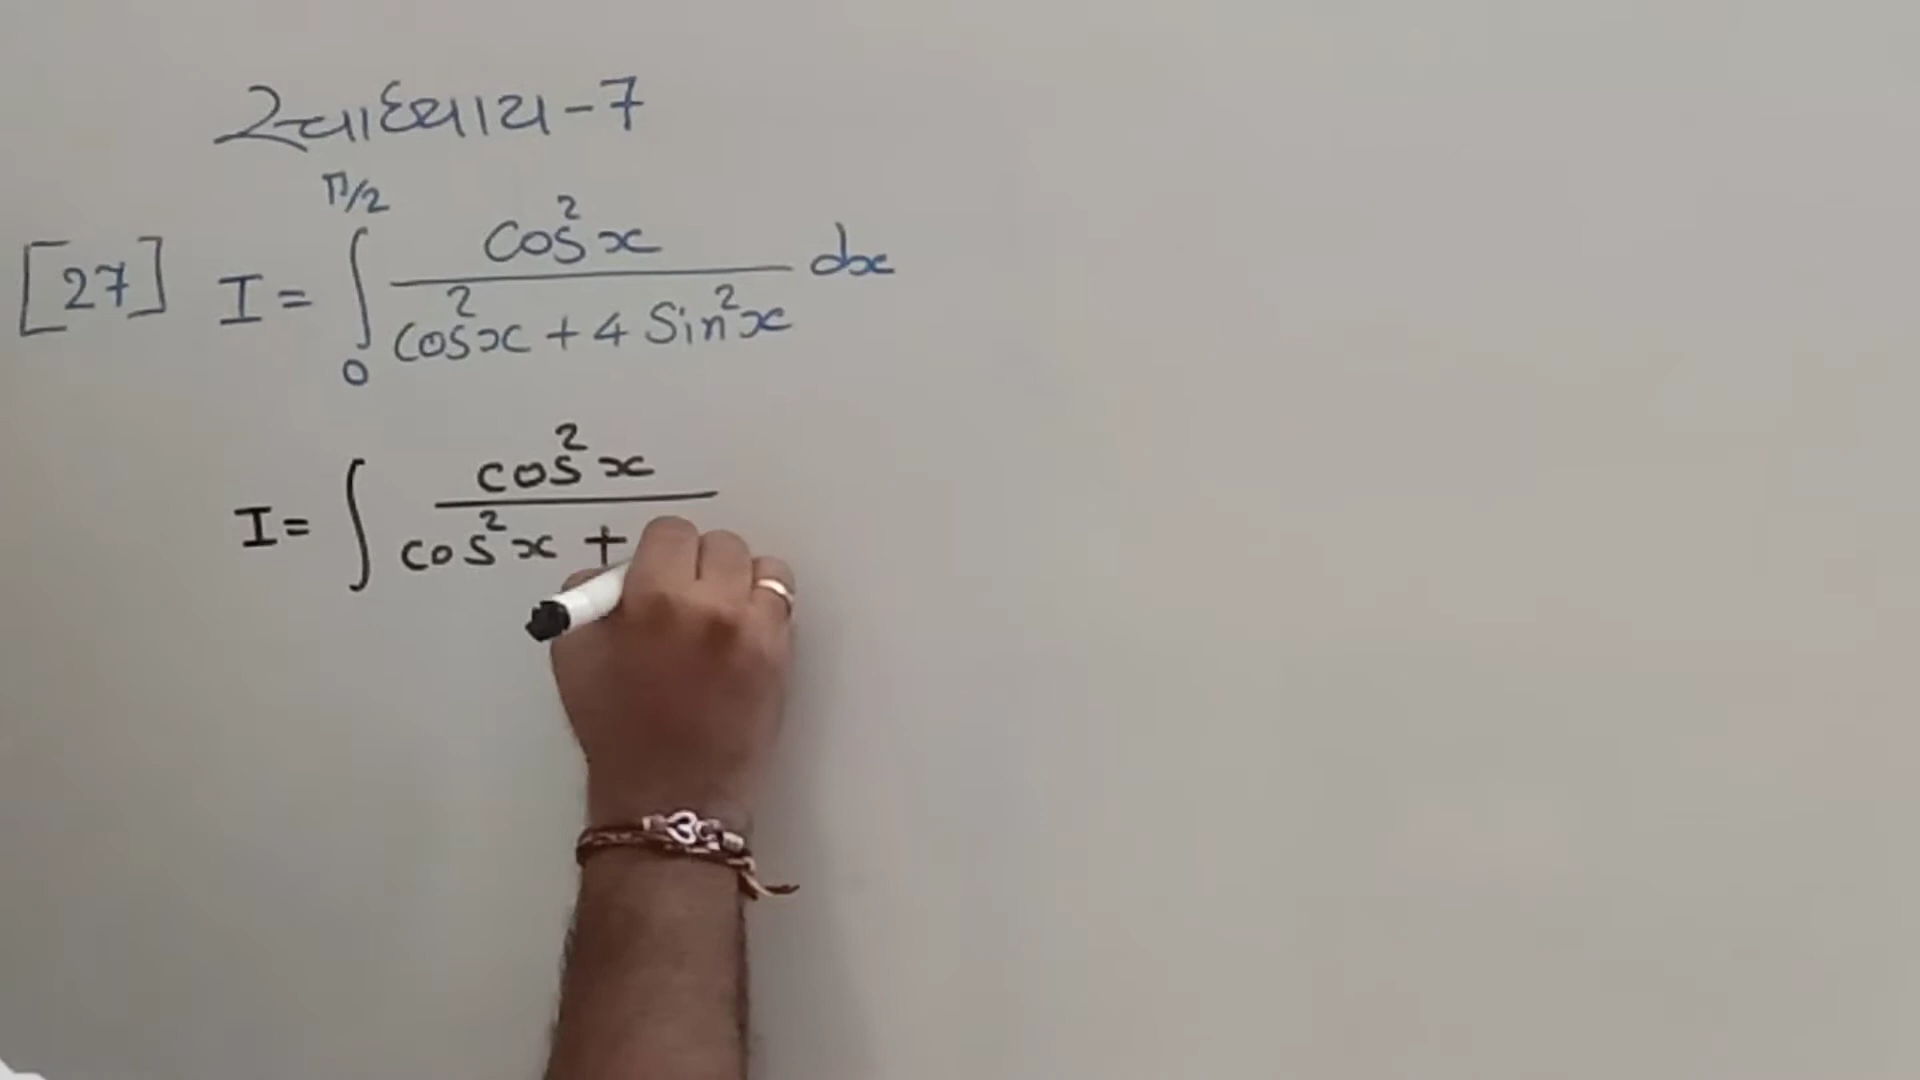 સ્વાધ્યાય-7
[27] I = ∫₀^(π/2) cos²x / (cos²x + 4 sin²x) dx
I = ∫ cos²x / (cos²x +